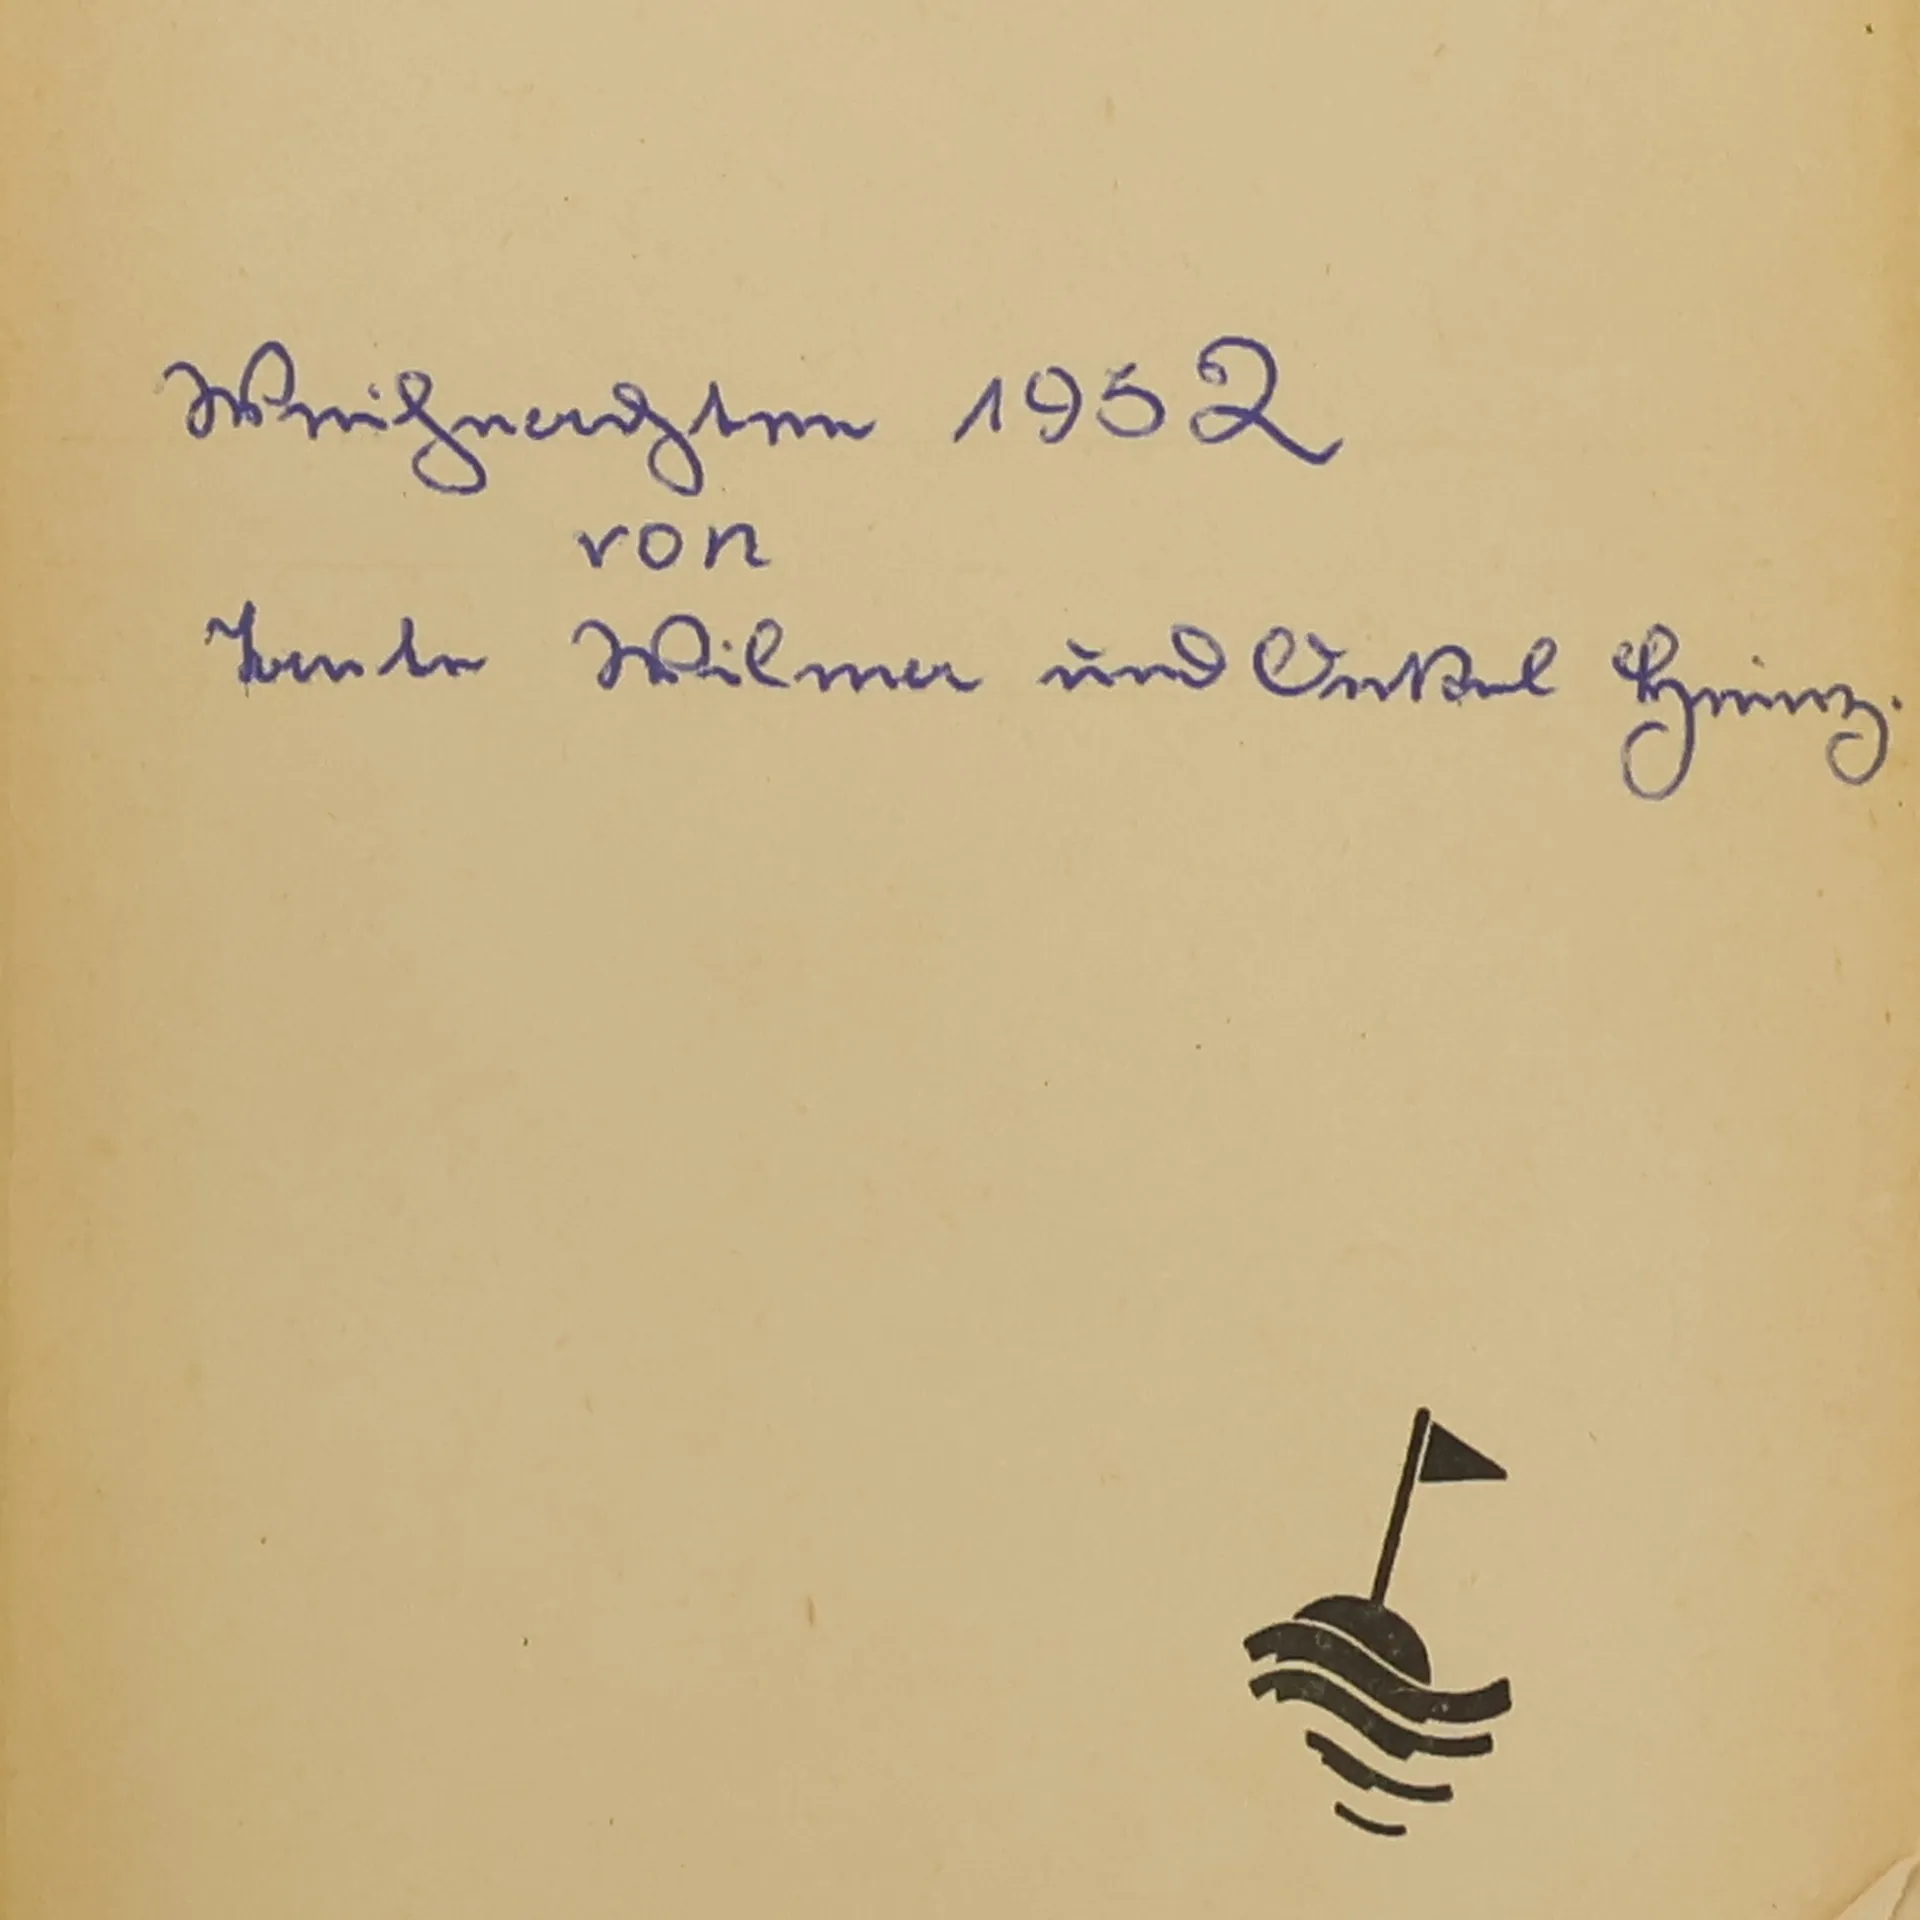 Weihnachten 1952
von
Tante Wilma und Onkel Heinz.